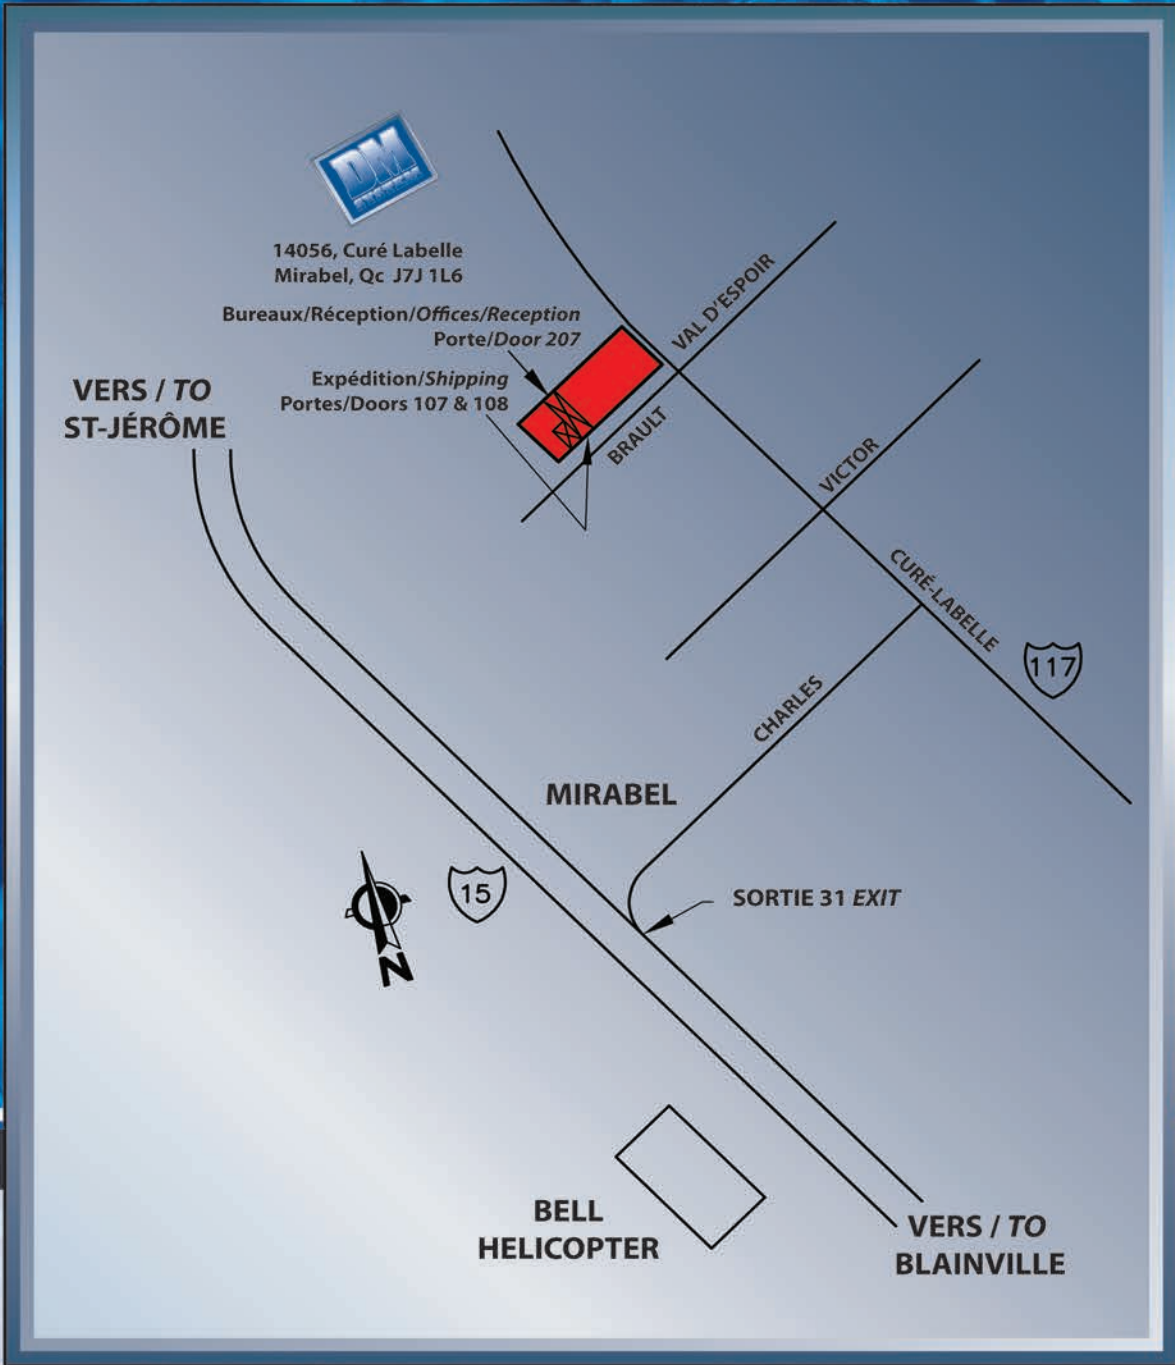 DM
SYSTEM
14056, Curé Labelle
Mirabel, Qc J7J 1L6
Bureaux/Réception/Offices/Reception
Porte/Door 207
Expédition/Shipping
Portes/Doors 107 & 108
VERS / TO
ST-JÉRÔME
VAL D'ESPOIR
BRAULT
VICTOR
CURÉ-LABELLE
117
CHARLES
MIRABEL
15
SORTIE 31 EXIT
N
BELL
HELICOPTER
VERS / TO
BLAINVILLE